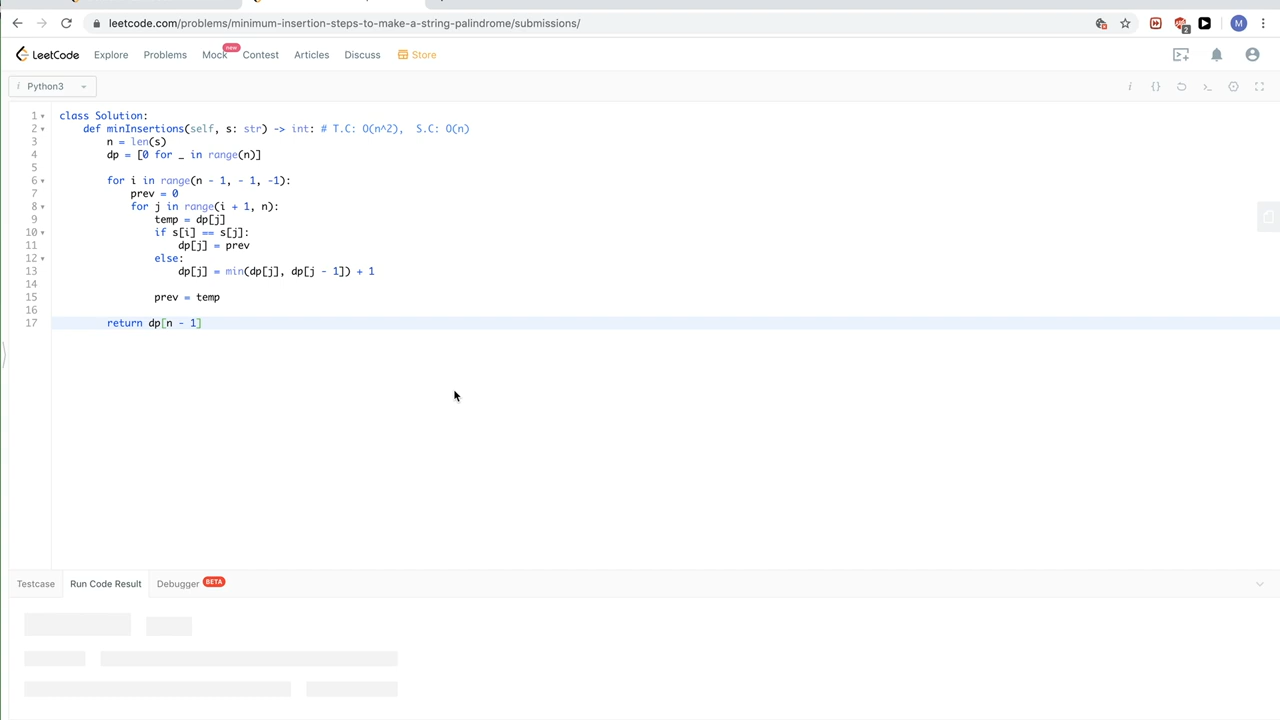 leetcode.com/problems/minimum-insertion-steps-to-make-a-string-palindrome/submissions/
2
M
LeetCode Explore Problems Mock new Contest Articles Discuss Store
i Python3
i {}
1 class Solution:
2 def minInsertions(self, s: str) -> int: # T.C: O(n^2), S.C: O(n)
3 n = len(s)
4 dp = [0 for _ in range(n)]
5
6 for i in range(n - 1, - 1, -1):
7 prev = 0
8 for j in range(i + 1, n):
9 temp = dp[j]
10 if s[i] == s[j]:
11 dp[j] = prev
12 else:
13 dp[j] = min(dp[j], dp[j - 1]) + 1
14
15 prev = temp
16
17 return dp[n - 1]
Testcase Run Code Result Debugger BETA